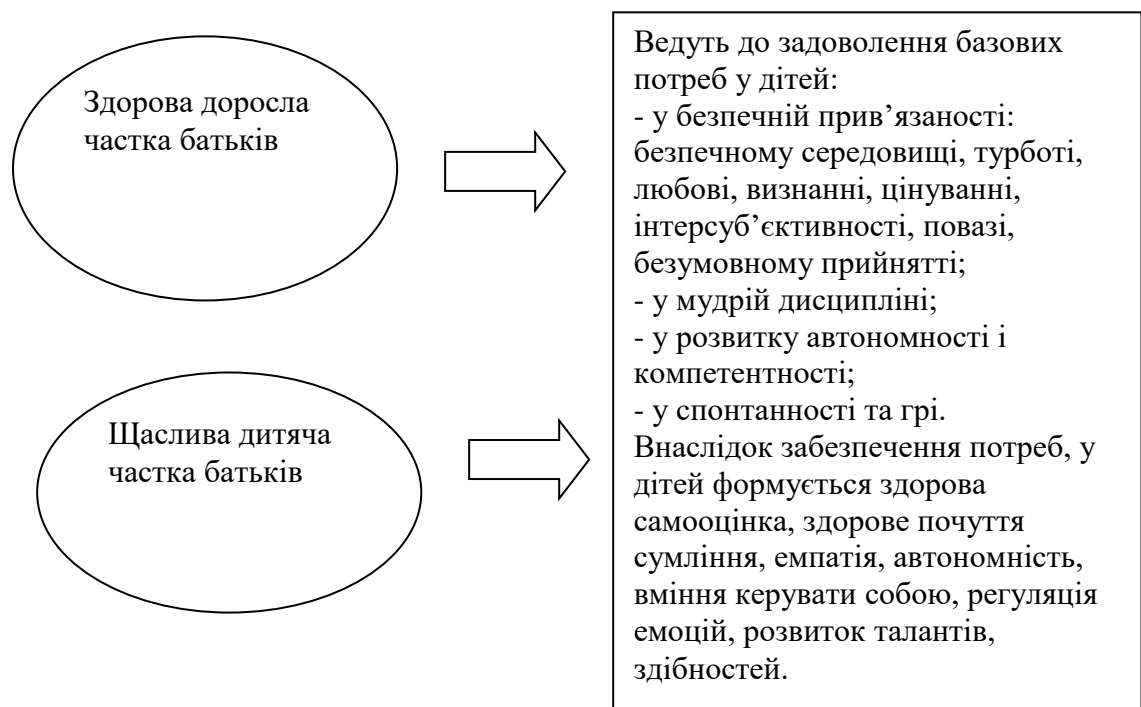 Здорова доросла
частка батьків
Щаслива дитяча
частка батьків
Ведуть до задоволення базових
потреб у дітей:
- у безпечній прив’язаності:
безпечному середовищі, турботі,
любові, визнанні, цінуванні,
інтерсуб’єктивності, повазі,
безумовному прийнятті;
- у мудрій дисципліні;
- у розвитку автономності і
компетентності;
- у спонтанності та грі.
Внаслідок забезпечення потреб, у
дітей формується здорова
самооцінка, здорове почуття
сумління, емпатія, автономність,
вміння керувати собою, регуляція
емоцій, розвиток талантів,
здібностей.